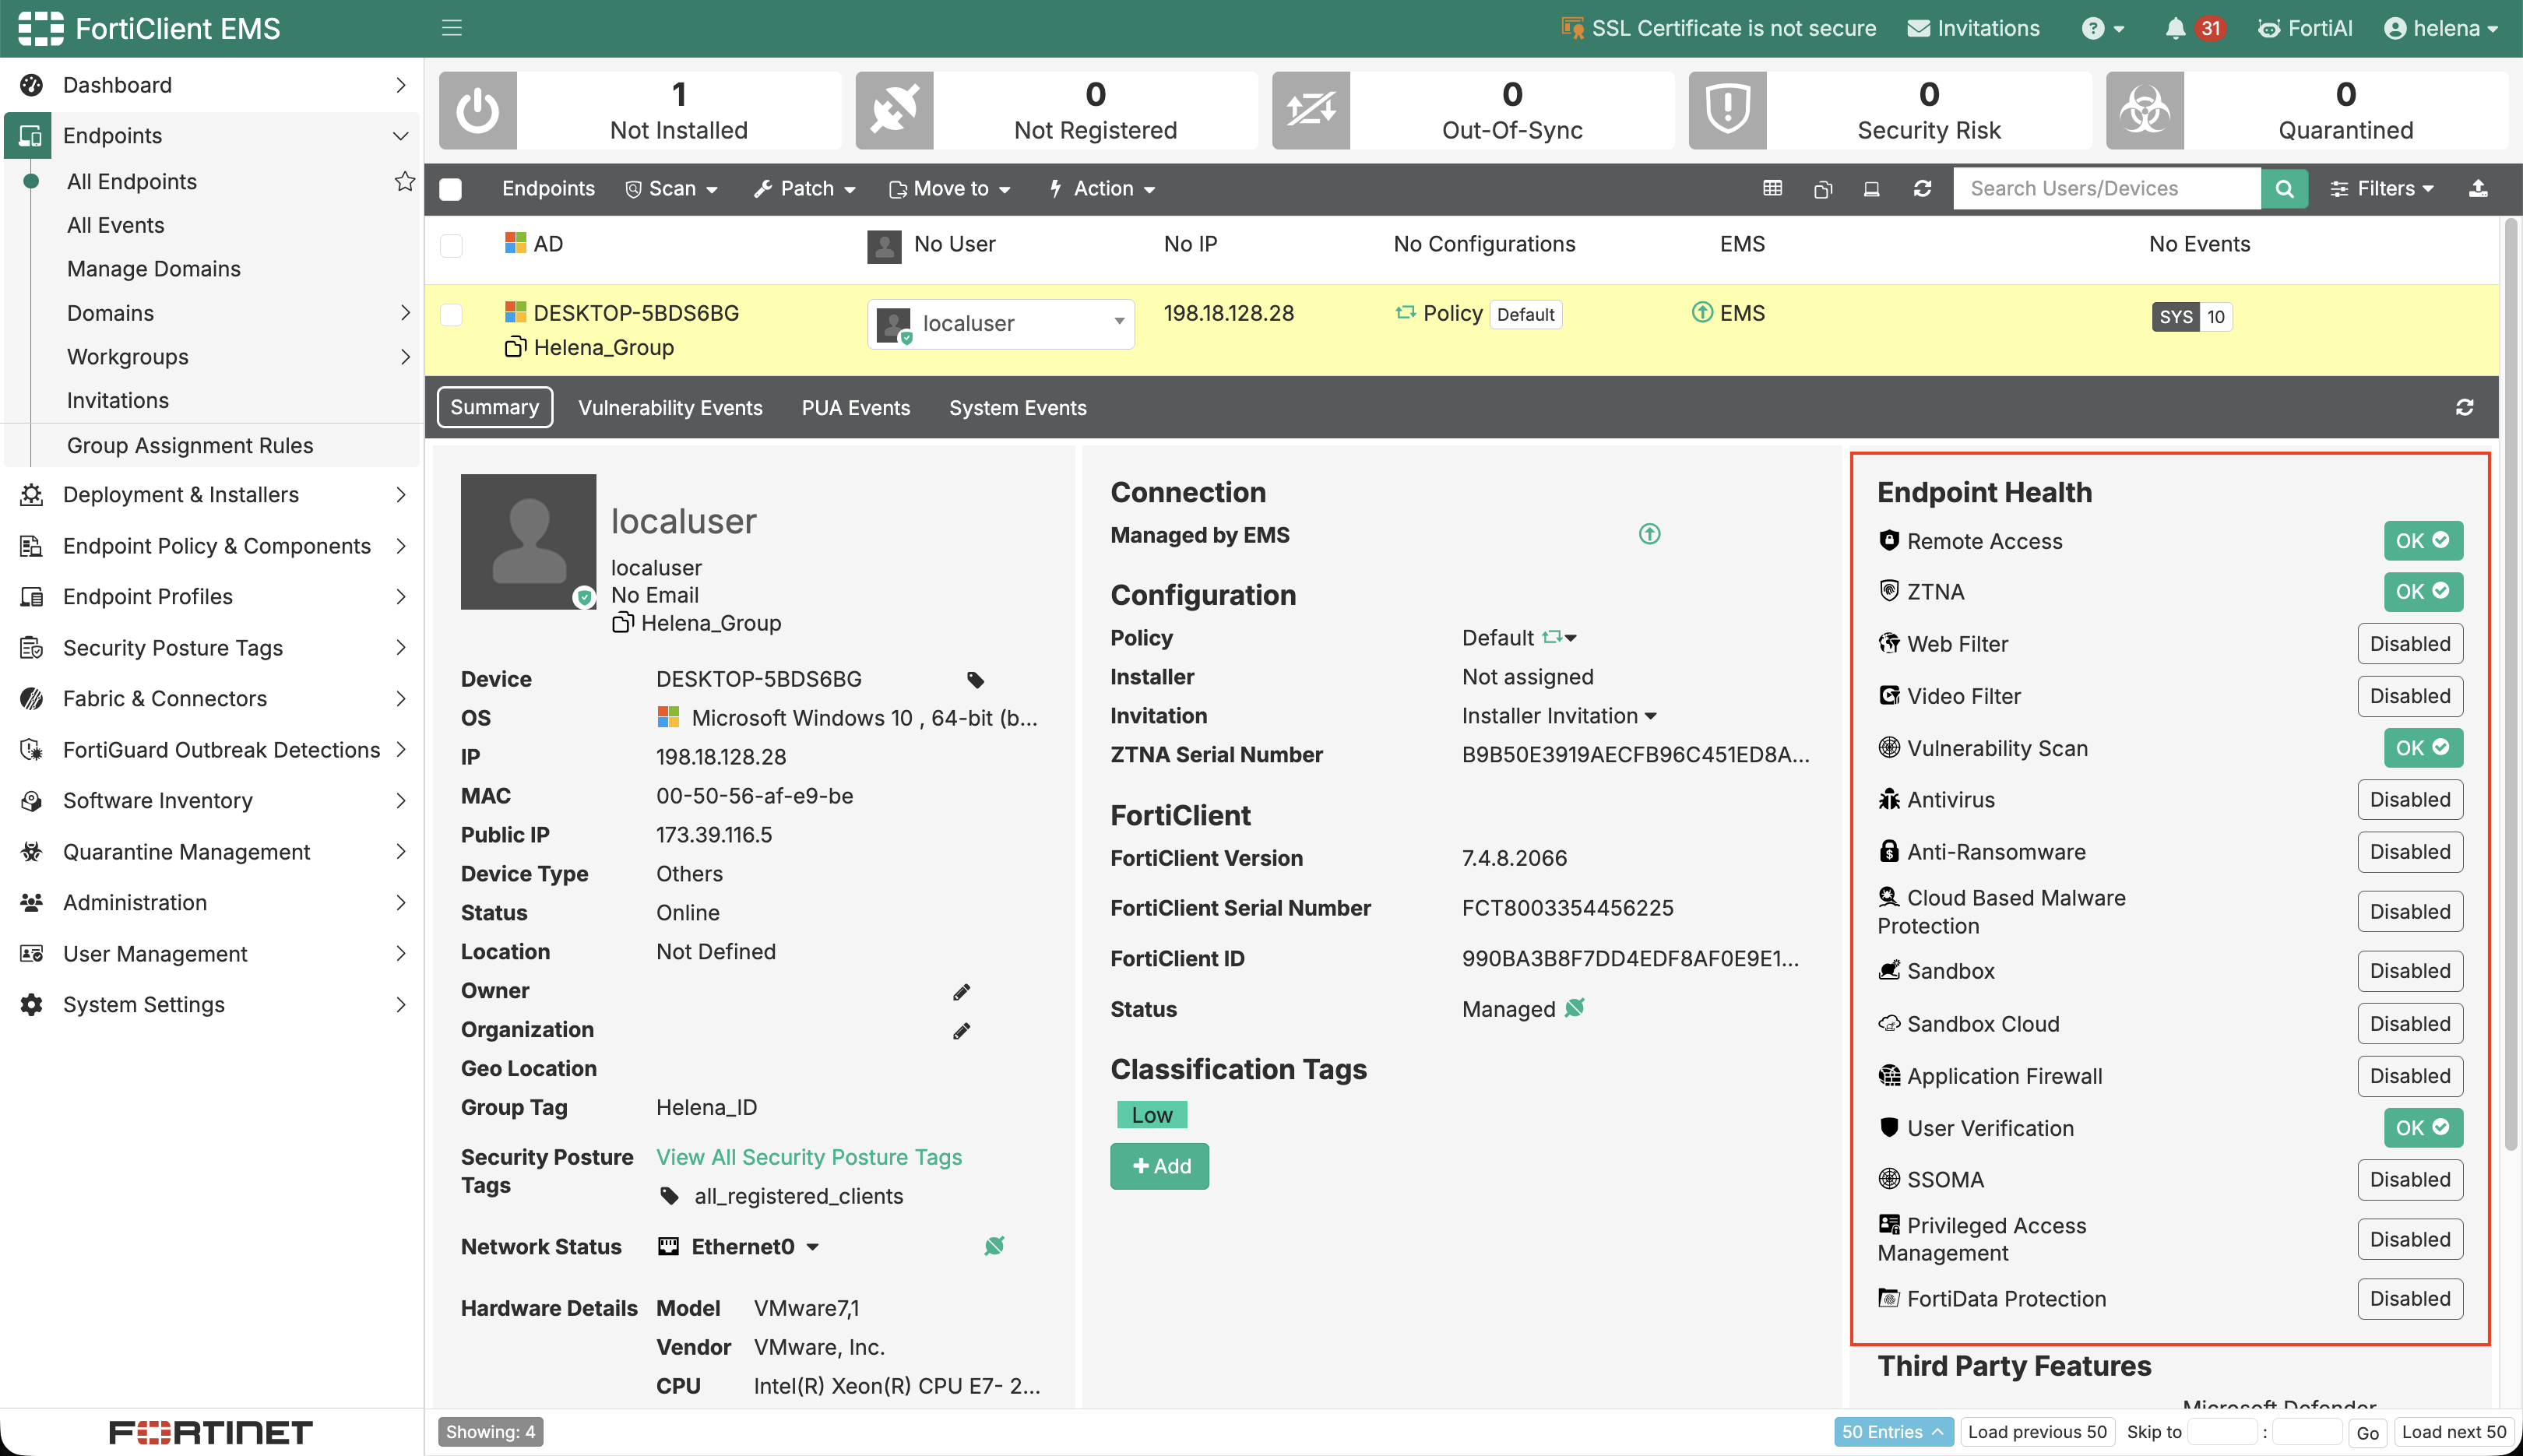 FortiClient EMS
SSL Certificate is not secure
Invitations
31
FortiAI
helena
Dashboard
Endpoints
All Endpoints
All Events
Manage Domains
Domains
Workgroups
Invitations
Group Assignment Rules
Deployment & Installers
Endpoint Policy & Components
Endpoint Profiles
Security Posture Tags
Fabric & Connectors
FortiGuard Outbreak Detections
Software Inventory
Quarantine Management
Administration
User Management
System Settings
FORTINET
1
Not Installed
0
Not Registered
0
Out-Of-Sync
0
Security Risk
0
Quarantined
Endpoints Scan Patch Move to Action Search Users/Devices Filters
AD No User No IP No Configurations EMS No Events
DESKTOP-5BDS6BG localuser 198.18.128.28 Policy Default EMS SYS 10
Helena_Group
Summary Vulnerability Events PUA Events System Events
localuser
localuser
No Email
Helena_Group
Device DESKTOP-5BDS6BG
OS Microsoft Windows 10 , 64-bit (b...
IP 198.18.128.28
MAC 00-50-56-af-e9-be
Public IP 173.39.116.5
Device Type Others
Status Online
Location Not Defined
Owner
Organization
Geo Location
Group Tag Helena_ID
Security Posture Tags View All Security Posture Tags
all_registered_clients
Network Status Ethernet0
Hardware Details Model VMware7,1
Vendor VMware, Inc.
CPU Intel(R) Xeon(R) CPU E7- 2...
Connection
Managed by EMS
Configuration
Policy Default
Installer Not assigned
Invitation Installer Invitation
ZTNA Serial Number B9B50E3919AECFB96C451ED8A...
FortiClient
FortiClient Version 7.4.8.2066
FortiClient Serial Number FCT8003354456225
FortiClient ID 990BA3B8F7DD4EDF8AF0E9E1...
Status Managed
Classification Tags
Low
Add
Endpoint Health
Remote Access OK
ZTNA OK
Web Filter Disabled
Video Filter Disabled
Vulnerability Scan OK
Antivirus Disabled
Anti-Ransomware Disabled
Cloud Based Malware
Protection Disabled
Sandbox Disabled
Sandbox Cloud Disabled
Application Firewall Disabled
User Verification OK
SSOMA Disabled
Privileged Access
Management Disabled
FortiData Protection Disabled
Third Party Features
Microsoft Defender
Showing: 4
50 Entries Load previous 50 Skip to : Go Load next 50